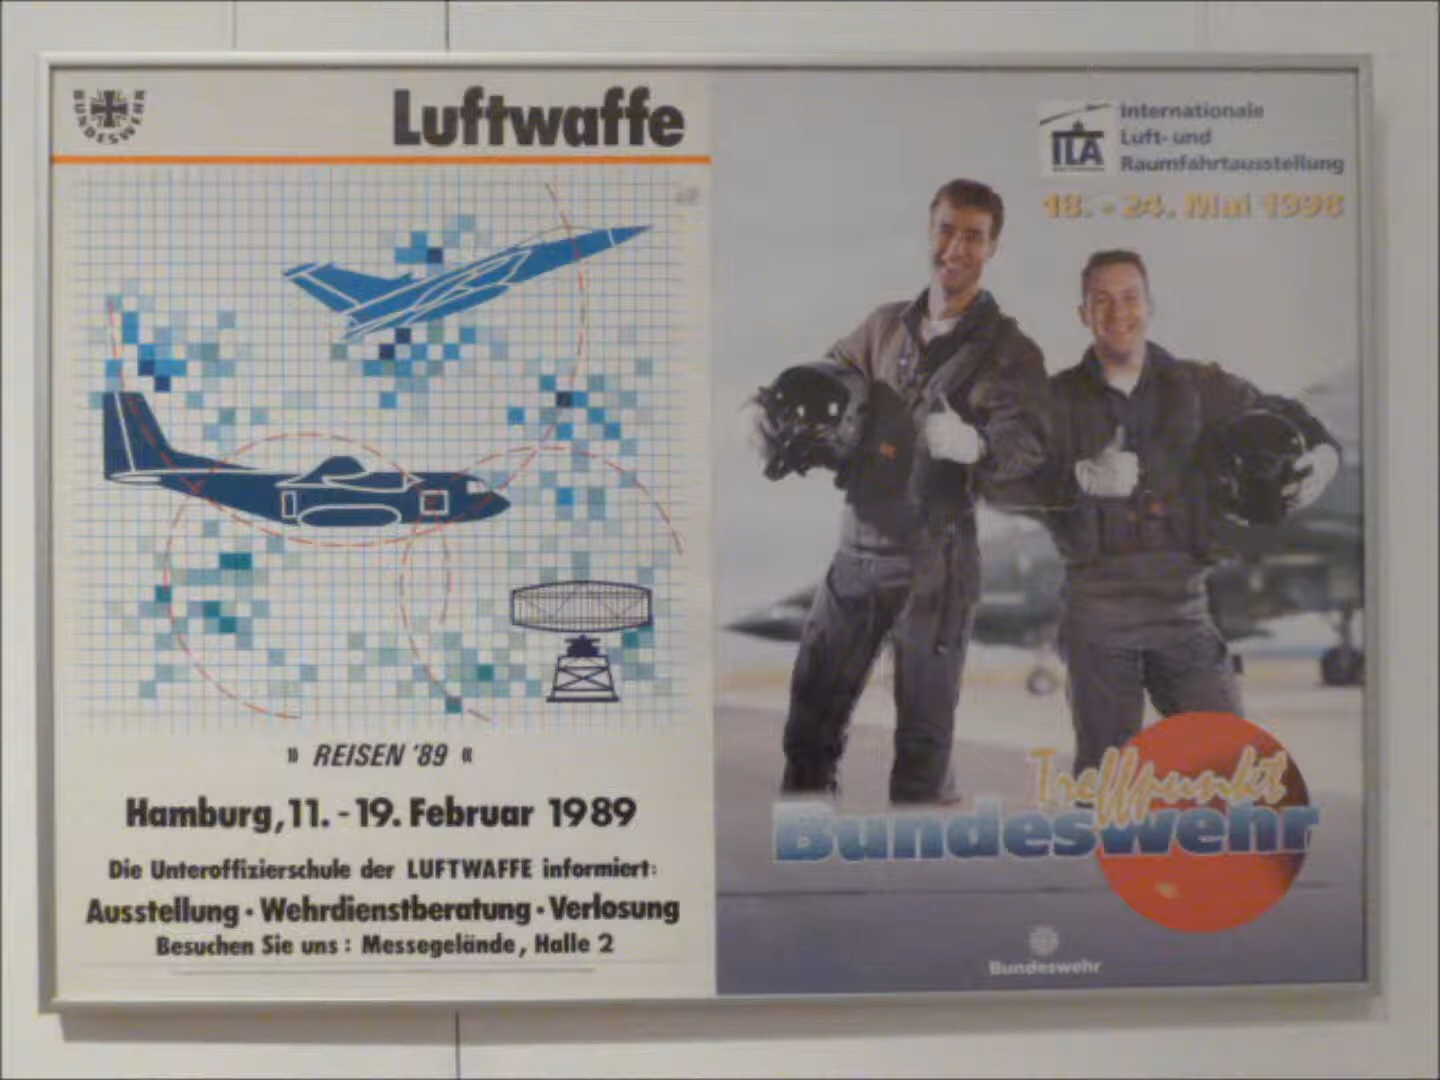 BUNDESWEHR
Luftwaffe
» REISEN '89 «
Hamburg, 11. - 19. Februar 1989
Die Unteroffizierschule der LUFTWAFFE informiert:
Ausstellung · Wehrdienstberatung · Verlosung
Besuchen Sie uns : Messegelände, Halle 2
ILA
Internationale
Luft- und
Raumfahrtausstellung
18. - 24. Mai 1998
Treffpunkt
Bundeswehr
Bundeswehr